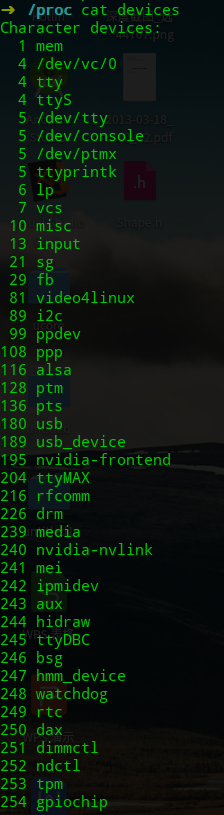 ➜ /proc cat devices
Character devices:
1 mem
4 /dev/vc/0
4 tty
4 ttyS
5 /dev/tty
5 /dev/console
5 /dev/ptmx
5 ttyprintk
6 lp
7 vcs
10 misc
13 input
21 sg
29 fb
81 video4linux
89 i2c
99 ppdev
108 ppp
116 alsa
128 ptm
136 pts
180 usb
189 usb_device
195 nvidia-frontend
204 ttyMAX
216 rfcomm
226 drm
239 media
240 nvidia-nvlink
241 mei
242 ipmidev
243 aux
244 hidraw
245 ttyDBC
246 bsg
247 hmm_device
248 watchdog
249 rtc
250 dax
251 dimmctl
252 ndctl
253 tpm
254 gpiochip